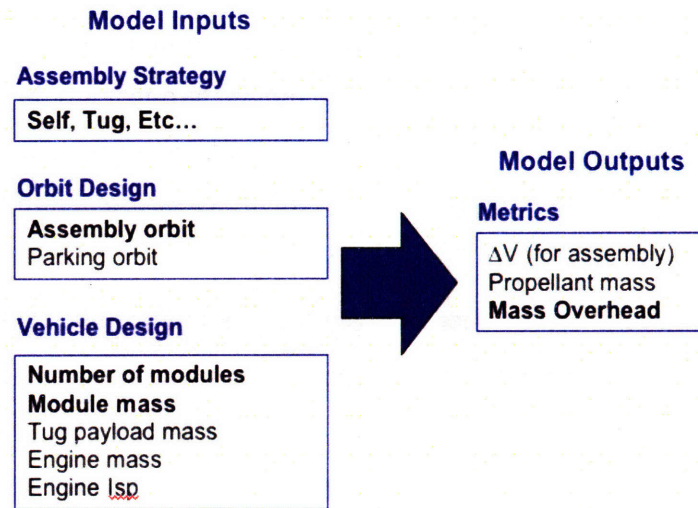 Model Inputs
Assembly Strategy
Self, Tug, Etc...
Orbit Design
Assembly orbit
Parking orbit
Vehicle Design
Number of modules
Module mass
Tug payload mass
Engine mass
Engine Isp
Model Outputs
Metrics
ΔV (for assembly)
Propellant mass
Mass Overhead